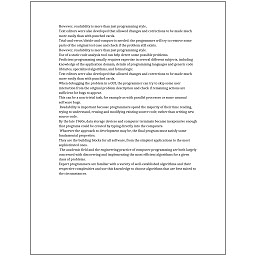 However, readability is more than just programming style.
Text editors were also developed that allowed changes and corrections to be made much
more easily than with punched cards.
Trial-and-error/divide-and-conquer is needed: the programmer will try to remove some
parts of the original test case and check if the problem still exists.
However, readability is more than just programming style.
Use of a static code analysis tool can help detect some possible problems.
Proficient programming usually requires expertise in several different subjects, including
knowledge of the application domain, details of programming languages and generic code
libraries, specialized algorithms, and formal logic.
Text editors were also developed that allowed changes and corrections to be made much
more easily than with punched cards.
When debugging the problem in a GUI, the programmer can try to skip some user
interaction from the original problem description and check if remaining actions are
sufficient for bugs to appear.
This can be a non-trivial task, for example as with parallel processes or some unusual
software bugs.
Readability is important because programmers spend the majority of their time reading,
trying to understand, reusing and modifying existing source code, rather than writing new
source code.
By the late 1960s, data storage devices and computer terminals became inexpensive enough
that programs could be created by typing directly into the computers.
Whatever the approach to development may be, the final program must satisfy some
fundamental properties.
They are the building blocks for all software, from the simplest applications to the most
sophisticated ones.
The academic field and the engineering practice of computer programming are both largely
concerned with discovering and implementing the most efficient algorithms for a given
class of problems.
Expert programmers are familiar with a variety of well-established algorithms and their
respective complexities and use this knowledge to choose algorithms that are best suited to
the circumstances.